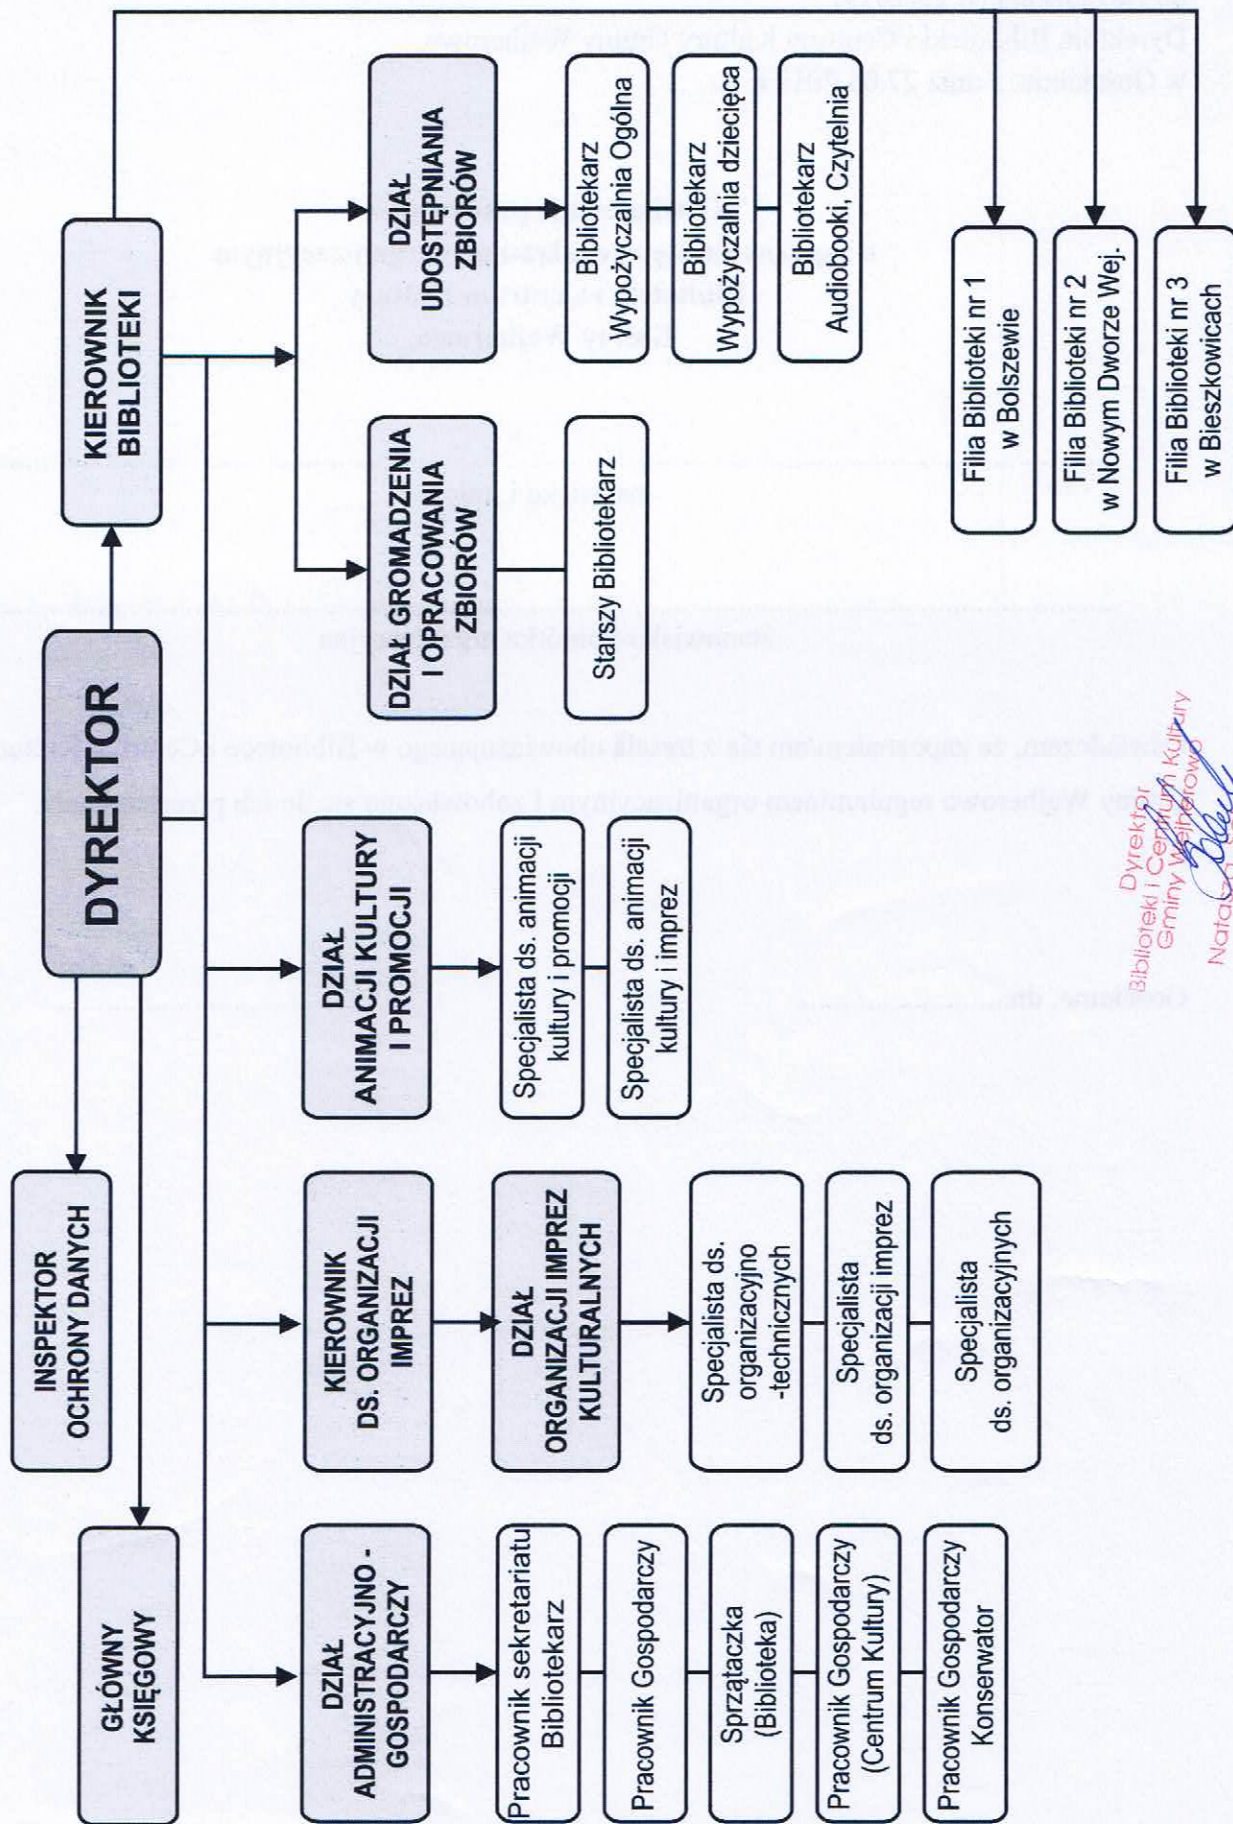 DYREKTOR
INSPEKTOR
OCHRONY DANYCH
GŁÓWNY
KSIĘGOWY
KIEROWNIK
BIBLIOTEKI
DZIAŁ
ADMINISTRACYJNO -
GOSPODARCZY
Pracownik sekretariatu
Bibliotekarz
Pracownik Gospodarczy
Sprzątaczka
(Biblioteka)
Pracownik Gospodarczy
(Centrum Kultury)
Pracownik Gospodarczy
Konserwator
KIEROWNIK
DS. ORGANIZACJI
IMPREZ
DZIAŁ
ORGANIZACJI IMPREZ
KULTURALNYCH
Specjalista ds.
organizacyjno
-technicznych
Specjalista
ds. organizacji imprez
Specjalista
ds. organizacyjnych
DZIAŁ
ANIMACJI KULTURY
I PROMOCJI
Specjalista ds. animacji
kultury i promocji
Specjalista ds. animacji
kultury i imprez
DZIAŁ GROMADZENIA
I OPRACOWANIA
ZBIORÓW
Starszy Bibliotekarz
DZIAŁ
UDOSTĘPNIANIA
ZBIORÓW
Bibliotekarz
Wypożyczalnia Ogólna
Bibliotekarz
Wypożyczalnia dziecięca
Bibliotekarz
Audiobooki, Czytelnia
Filia Biblioteki nr 1
w Bolszewie
Filia Biblioteki nr 2
w Nowym Dworze Wej.
Filia Biblioteki nr 3
w Bieszkowicach
Dyrektor
Biblioteki i Centrum Kultury
Gminy Wejherowo